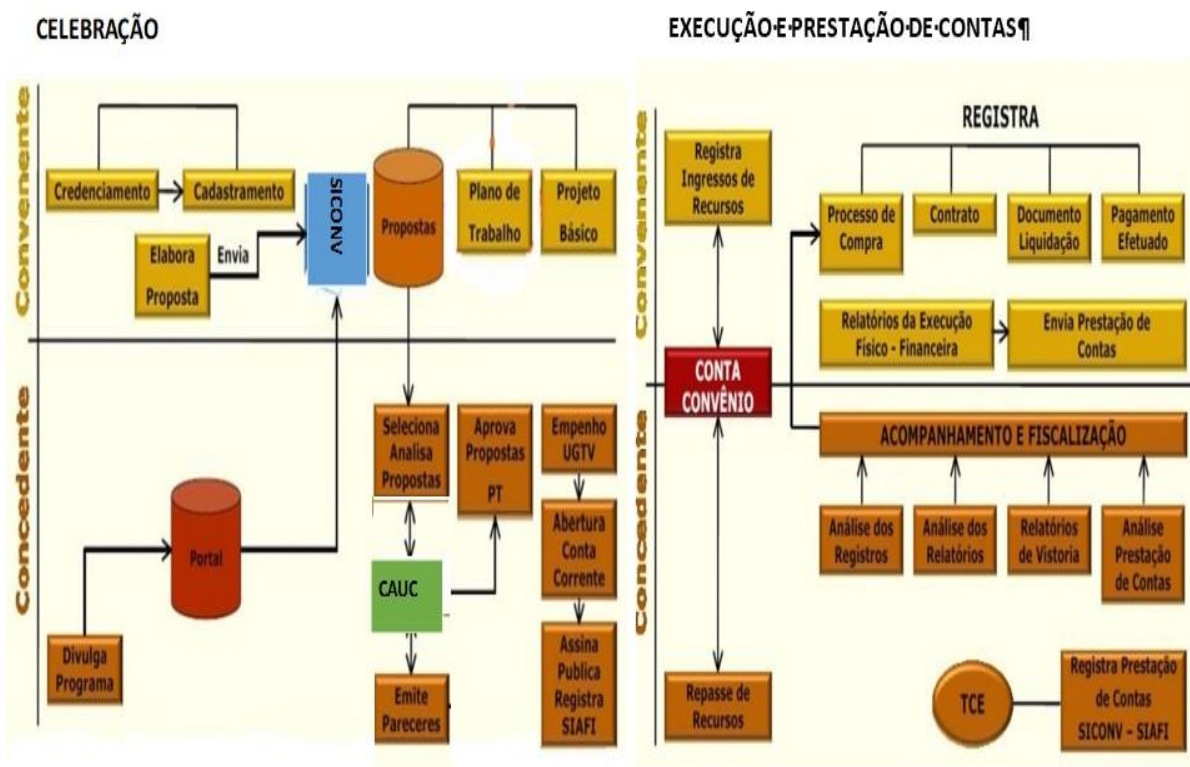 CELEBRAÇÃO
Convenente
Credenciamento
Cadastramento
Elabora
Proposta
Envia
SICONV
Propostas
Plano de
Trabalho
Projeto
Básico
Concedente
Divulga
Programa
Portal
Seleciona
Analisa
Propostas
CAUC
Emite
Pareceres
Aprova
Propostas
PT
Empenho
UGTV
Abertura
Conta
Corrente
Assina
Publica
Registra
SIAFI
EXECUÇÃO·E·PRESTAÇÃO·DE·CONTAS¶
Convenente
Registra
Ingressos de
Recursos
REGISTRA
Processo de
Compra
Contrato
Documento
Liquidação
Pagamento
Efetuado
Relatórios da Execução
Físico - Financeira
Envia Prestação de
Contas
CONTA
CONVÊNIO
Concedente
ACOMPANHAMENTO E FISCALIZAÇÃO
Análise dos
Registros
Análise dos
Relatórios
Relatórios
de Vistoria
Análise
Prestação
de Contas
Repasse de
Recursos
TCE
Registra Prestação
de Contas
SICONV – SIAFI